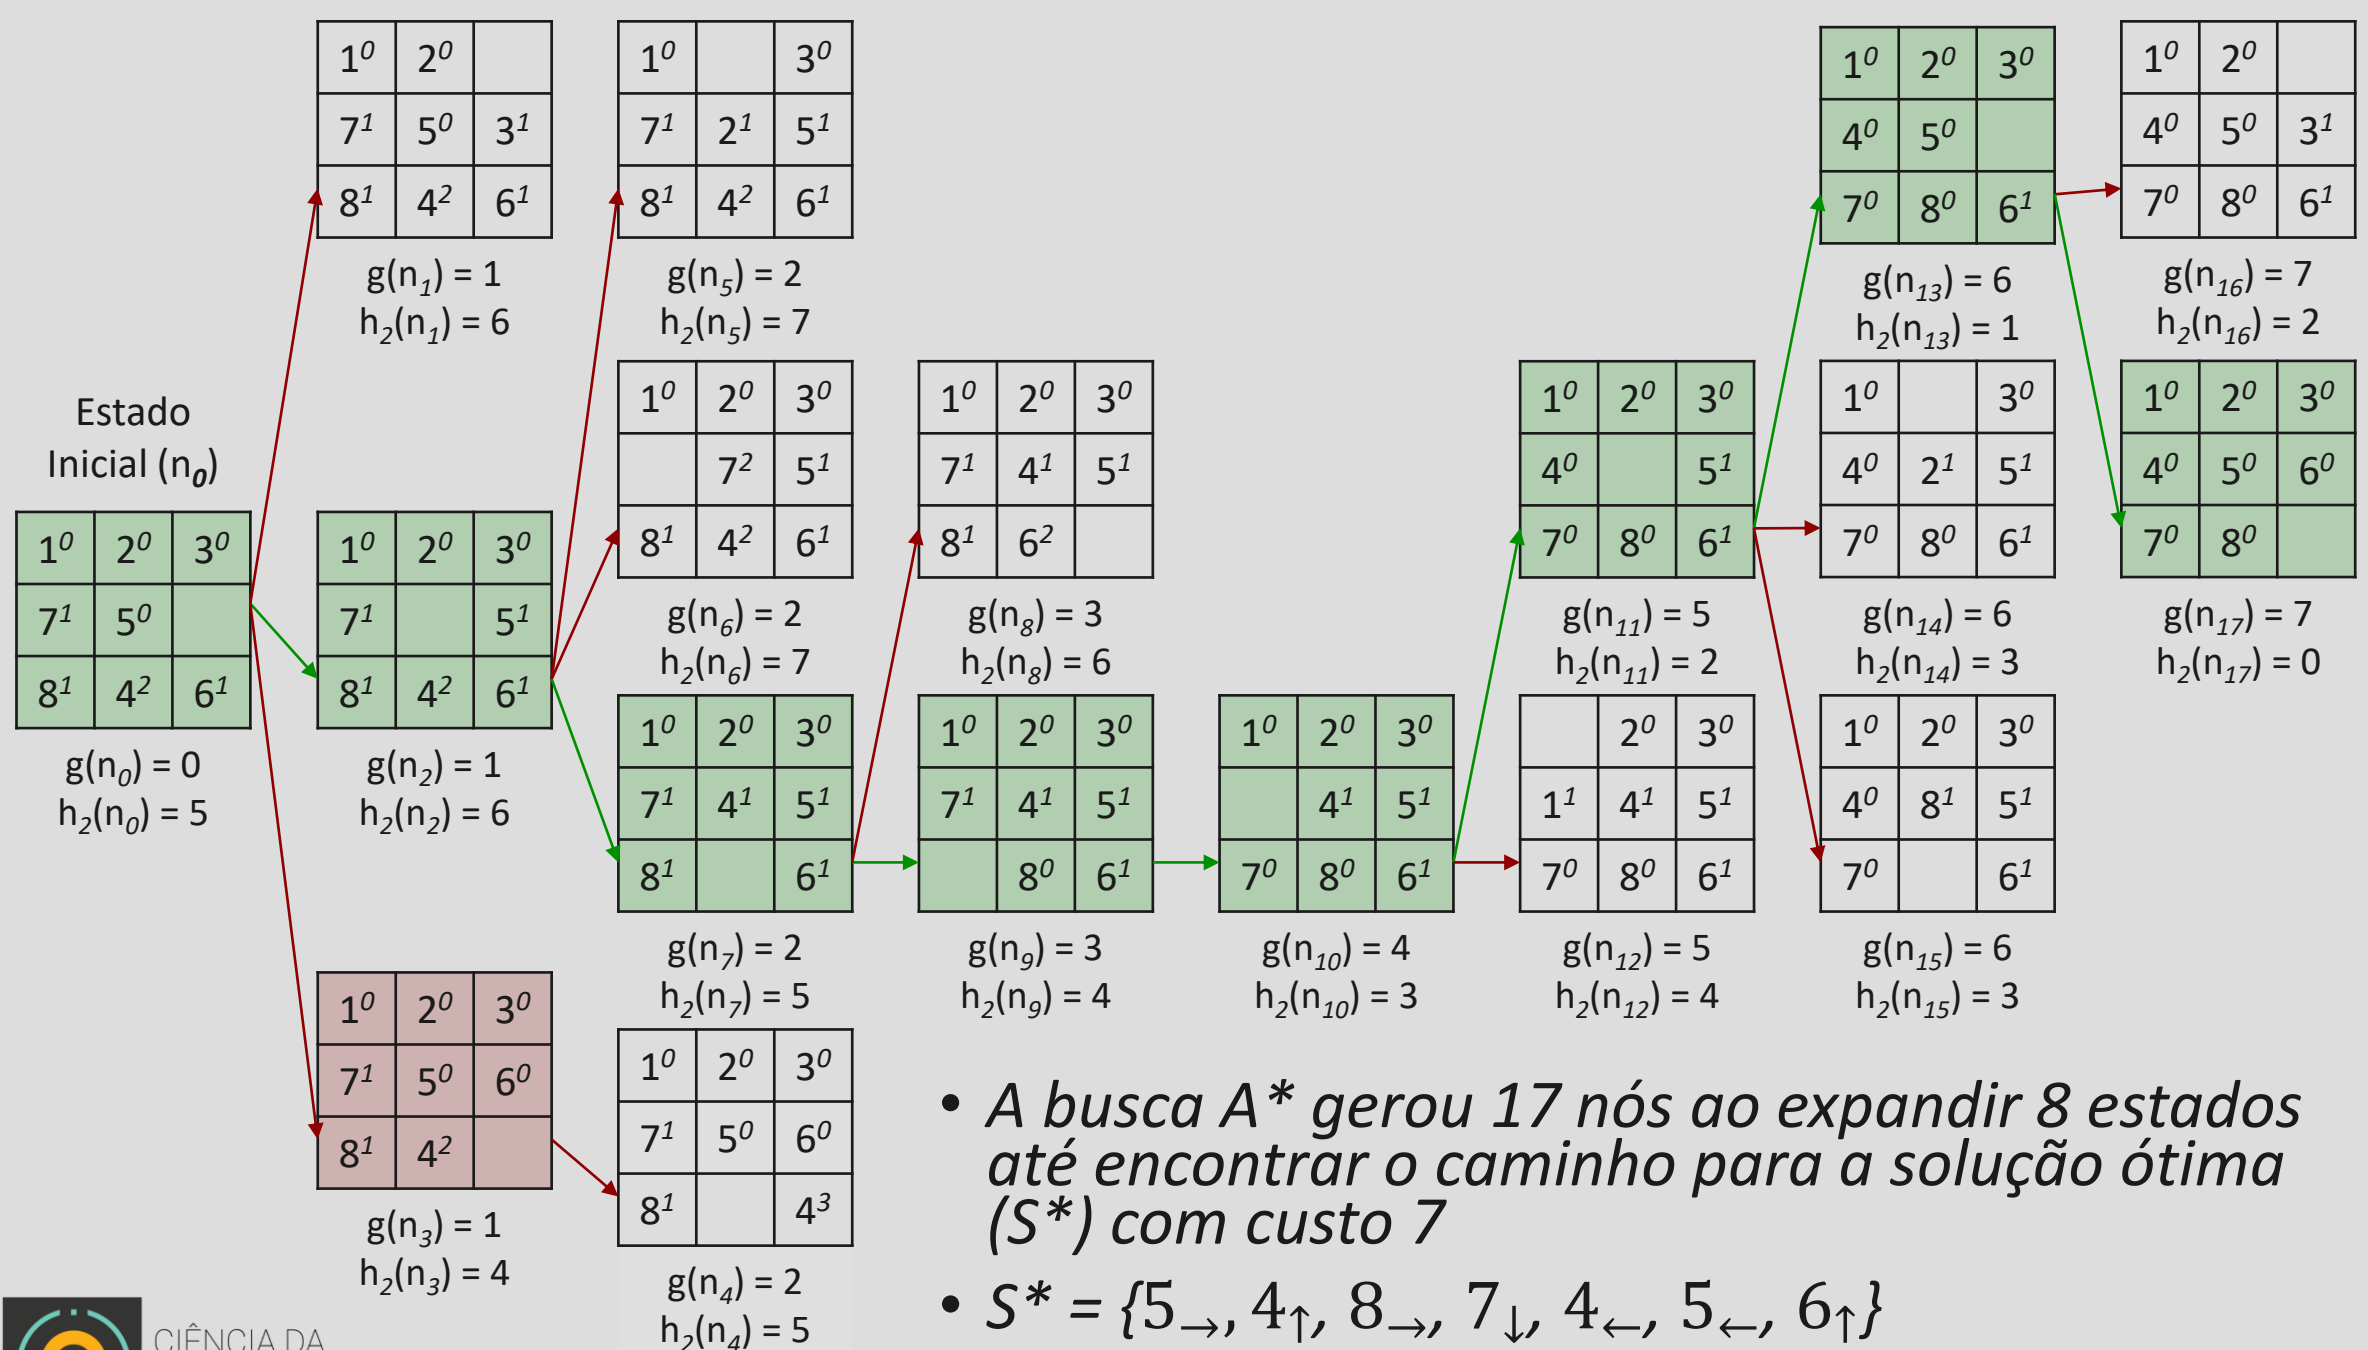 1⁰ 2⁰
7¹ 5⁰ 3¹
8¹ 4² 6¹
g(n₁) = 1
h₂(n₁) = 6
1⁰ 3⁰
7¹ 2¹ 5¹
8¹ 4² 6¹
g(n₅) = 2
h₂(n₅) = 7
1⁰ 2⁰ 3⁰
4⁰ 5⁰
7⁰ 8⁰ 6¹
g(n₁₃) = 6
h₂(n₁₃) = 1
1⁰ 2⁰
4⁰ 5⁰ 3¹
7⁰ 8⁰ 6¹
g(n₁₆) = 7
h₂(n₁₆) = 2
Estado
Inicial (n₀)
1⁰ 2⁰ 3⁰
7¹ 5⁰
8¹ 4² 6¹
g(n₀) = 0
h₂(n₀) = 5
1⁰ 2⁰ 3⁰
7¹ 5¹
8¹ 4² 6¹
g(n₂) = 1
h₂(n₂) = 6
1⁰ 2⁰ 3⁰
7² 5¹
8¹ 4² 6¹
g(n₆) = 2
h₂(n₆) = 7
1⁰ 2⁰ 3⁰
7¹ 4¹ 5¹
8¹ 6²
g(n₈) = 3
h₂(n₈) = 6
1⁰ 2⁰ 3⁰
4⁰ 5¹
7⁰ 8⁰ 6¹
g(n₁₁) = 5
h₂(n₁₁) = 2
1⁰ 3⁰
4⁰ 2¹ 5¹
7⁰ 8⁰ 6¹
g(n₁₄) = 6
h₂(n₁₄) = 3
1⁰ 2⁰ 3⁰
4⁰ 5⁰ 6⁰
7⁰ 8⁰
g(n₁₇) = 7
h₂(n₁₇) = 0
1⁰ 2⁰ 3⁰
7¹ 4¹ 5¹
8¹ 6¹
g(n₇) = 2
h₂(n₇) = 5
1⁰ 2⁰ 3⁰
7¹ 4¹ 5¹
8⁰ 6¹
g(n₉) = 3
h₂(n₉) = 4
1⁰ 2⁰ 3⁰
4¹ 5¹
7⁰ 8⁰ 6¹
g(n₁₀) = 4
h₂(n₁₀) = 3
2⁰ 3⁰
1¹ 4¹ 5¹
7⁰ 8⁰ 6¹
g(n₁₂) = 5
h₂(n₁₂) = 4
1⁰ 2⁰ 3⁰
4⁰ 8¹ 5¹
7⁰ 6¹
g(n₁₅) = 6
h₂(n₁₅) = 3
1⁰ 2⁰ 3⁰
7¹ 5⁰ 6⁰
8¹ 4²
g(n₃) = 1
h₂(n₃) = 4
1⁰ 2⁰ 3⁰
7¹ 5⁰ 6⁰
8¹ 4³
g(n₄) = 2
h₂(n₄) = 5
• A busca A* gerou 17 nós ao expandir 8 estados
até encontrar o caminho para a solução ótima
(S*) com custo 7
• S* = {5→, 4↑, 8→, 7↓, 4←, 5←, 6↑}
CIÊNCIA DA